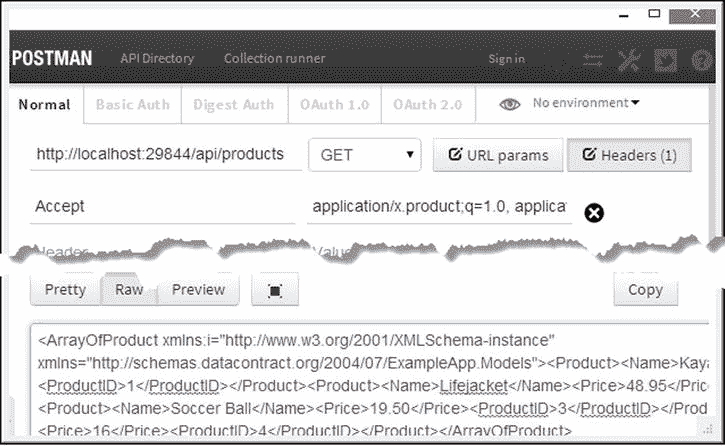 POSTMAN API Directory Collection runner Sign in
Normal Basic Auth Digest Auth OAuth 1.0 OAuth 2.0 No environment
http://localhost:29844/api/products GET URL params Headers (1)
Accept application/x.product;q=1.0, applica
Header Value
Pretty Raw Preview Copy
<ArrayOfProduct xmlns:i="http://www.w3.org/2001/XMLSchema-instance"
xmlns="http://schemas.datacontract.org/2004/07/ExampleApp.Models"><Product><Name>Kaya
<ProductID>1</ProductID></Product><Product><Name>Lifejacket</Name><Price>48.95</Price
<Product><Name>Soccer Ball</Name><Price>19.50</Price><ProductID>3</ProductID></Prod
<Price>16</Price><ProductID>4</ProductID></Product></ArrayOfProduct>